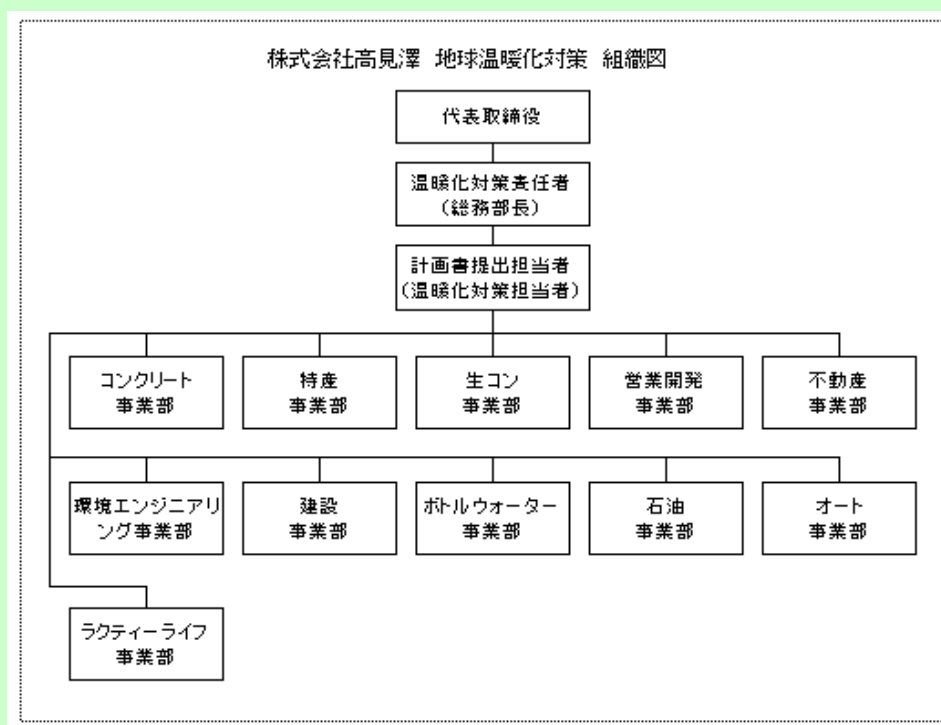 株式会社高見澤 地球温暖化対策 組織図
代表取締役
温暖化対策責任者
(総務部長)
計画書提出担当者
(温暖化対策担当者)
コンクリート
事業部
特産
事業部
生コン
事業部
営業開発
事業部
不動産
事業部
環境エンジニアリ
ング事業部
建設
事業部
ボトルウォーター
事業部
石油
事業部
オート
事業部
ラクティーライフ
事業部